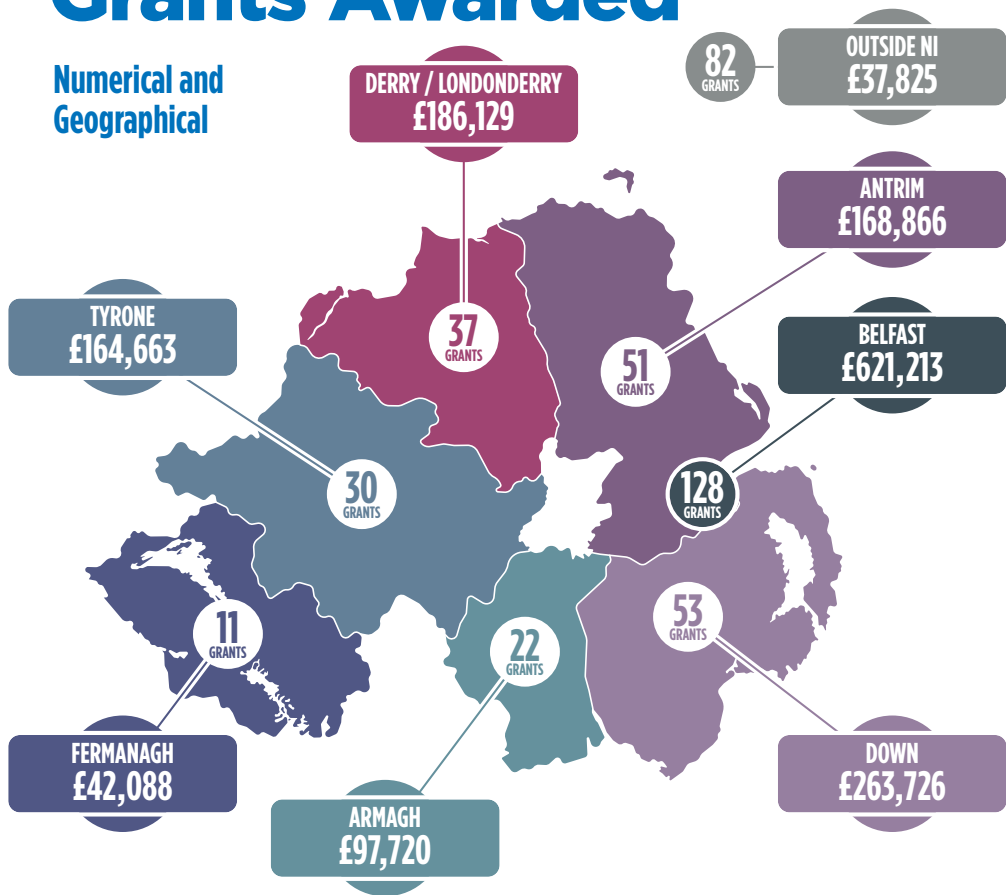 Grants Awarded
Numerical and
Geographical
DERRY / LONDONDERRY
£186,129
82
GRANTS
OUTSIDE NI
£37,825
ANTRIM
£168,866
TYRONE
£164,663
BELFAST
£621,213
37
GRANTS
51
GRANTS
30
GRANTS
128
GRANTS
11
GRANTS
22
GRANTS
53
GRANTS
FERMANAGH
£42,088
ARMAGH
£97,720
DOWN
£263,726